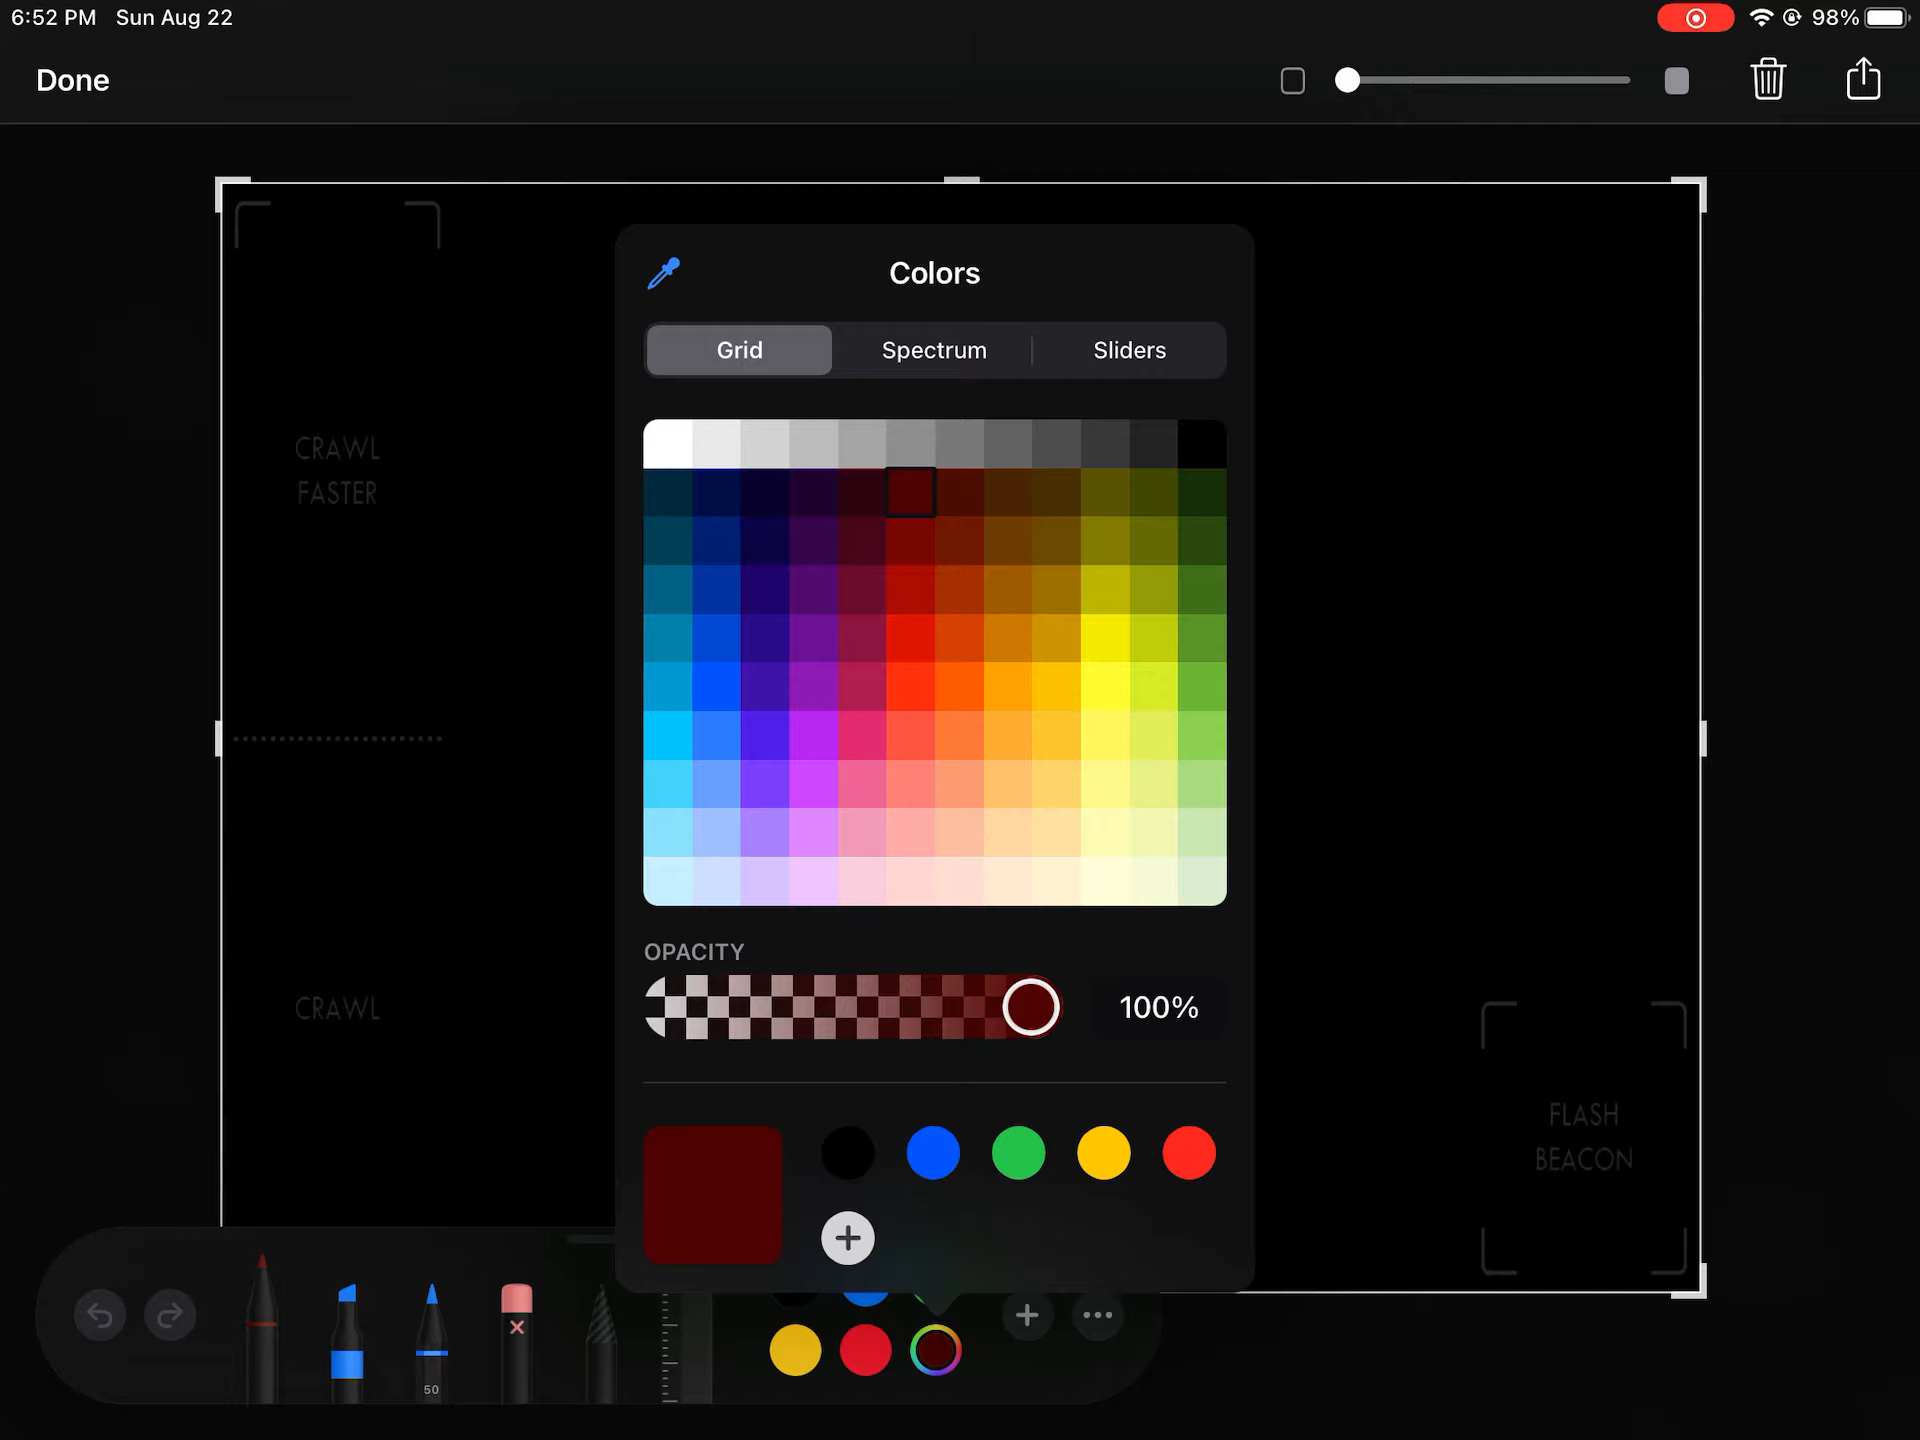 6:52 PM Sun Aug 22
98%
Done
Colors
Grid Spectrum Sliders
CRAWL
FASTER
OPACITY
100%
CRAWL
FLASH
BEACON
50